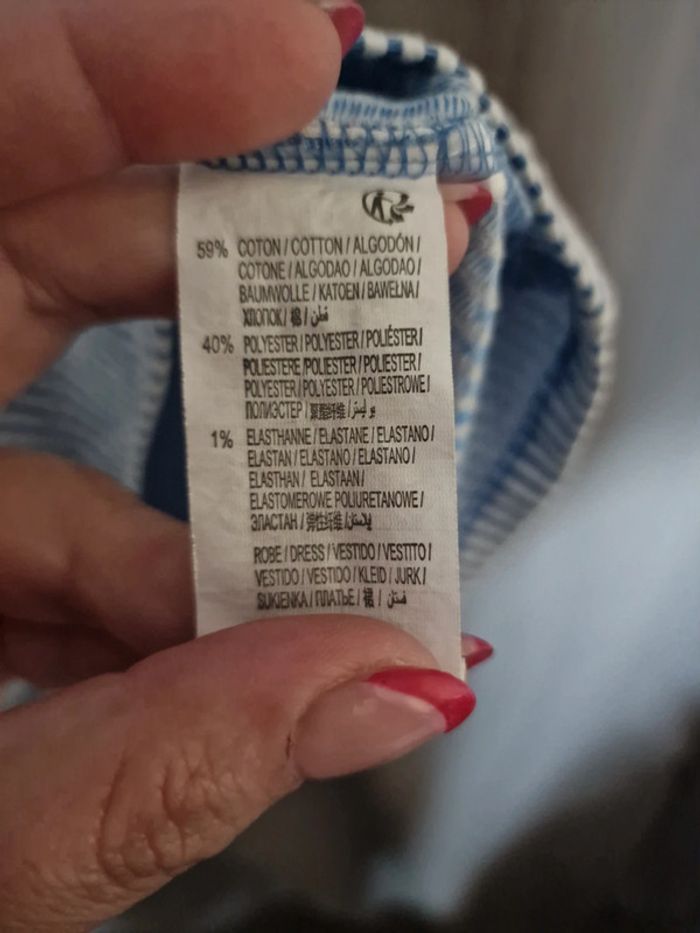 59% COTON / COTTON / ALGODÓN /
COTONE / ALGODAO / ALGODAO /
BAUMWOLLE / KATOEN / BAWEŁNA /
ХЛОПОК / 棉 / قطن
40% POLYESTER / POLYESTER / POLIÉSTER /
POLIESTERE / POLIESTER / POLIESTER /
POLYESTER / POLYESTER / POLIESTROWE /
ПОЛИЭСТЕР / 聚酯纤维 / بوليستر
1% ELASTHANNE / ELASTANE / ELASTANO /
ELASTAN / ELASTANO / ELASTANO /
ELASTHAN / ELASTAAN /
ELASTOMEROWE POLIURETANOWE /
ЭЛАСТАН / 弹性纤维 /
ROBE / DRESS / VESTIDO / VESTITO /
VESTIDO / VESTIDO / KLEID / JURK /
SUKIENKA / ПЛАТЬЕ / 裙 / فستان